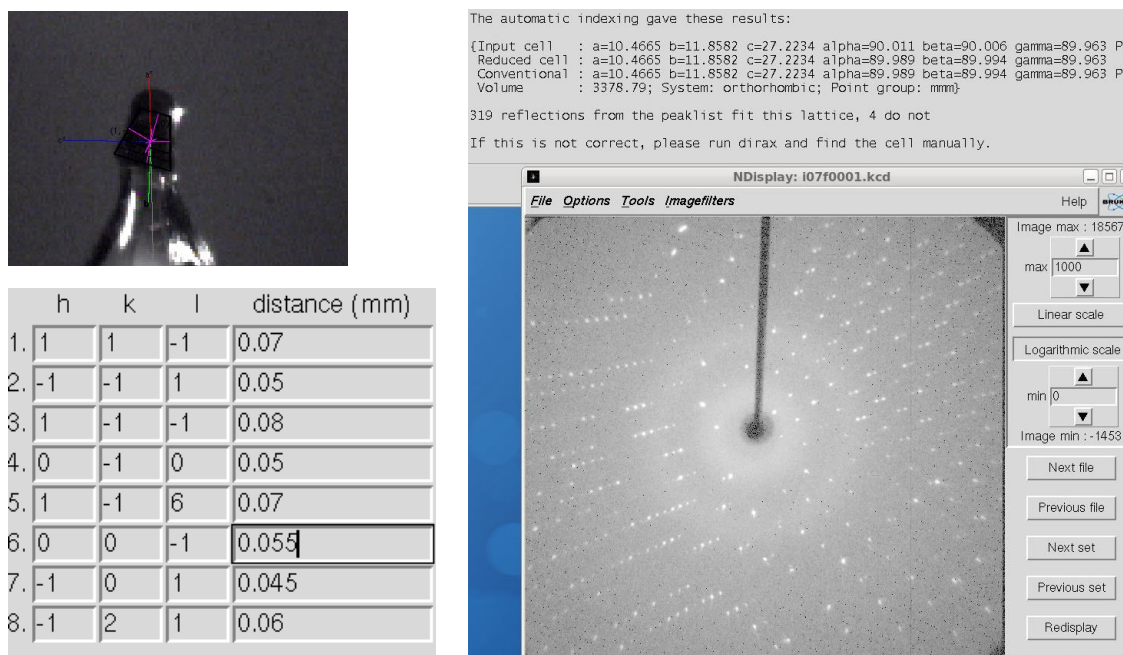 h k l distance (mm)
1. 1 1 -1 0.07
2. -1 -1 1 0.05
3. 1 -1 -1 0.08
4. 0 -1 0 0.05
5. 1 -1 6 0.07
6. 0 0 -1 0.055
7. -1 0 1 0.045
8. -1 2 1 0.06
The automatic indexing gave these results:
{Input cell : a=10.4665 b=11.8582 c=27.2234 alpha=90.011 beta=90.006 gamma=89.963 P
Reduced cell : a=10.4665 b=11.8582 c=27.2234 alpha=89.989 beta=89.994 gamma=89.963
Conventional : a=10.4665 b=11.8582 c=27.2234 alpha=89.989 beta=89.994 gamma=89.963 P
Volume : 3378.79; System: orthorhombic; Point group: mmm}
319 reflections from the peaklist fit this lattice, 4 do not
If this is not correct, please run dirax and find the cell manually.
NDisplay: i07f0001.kcd
File Options Tools Imagefilters Help
Image max : 18567
max 1000
Linear scale
Logarithmic scale
min 0
Image min : -1453
Next file
Previous file
Next set
Previous set
Redisplay